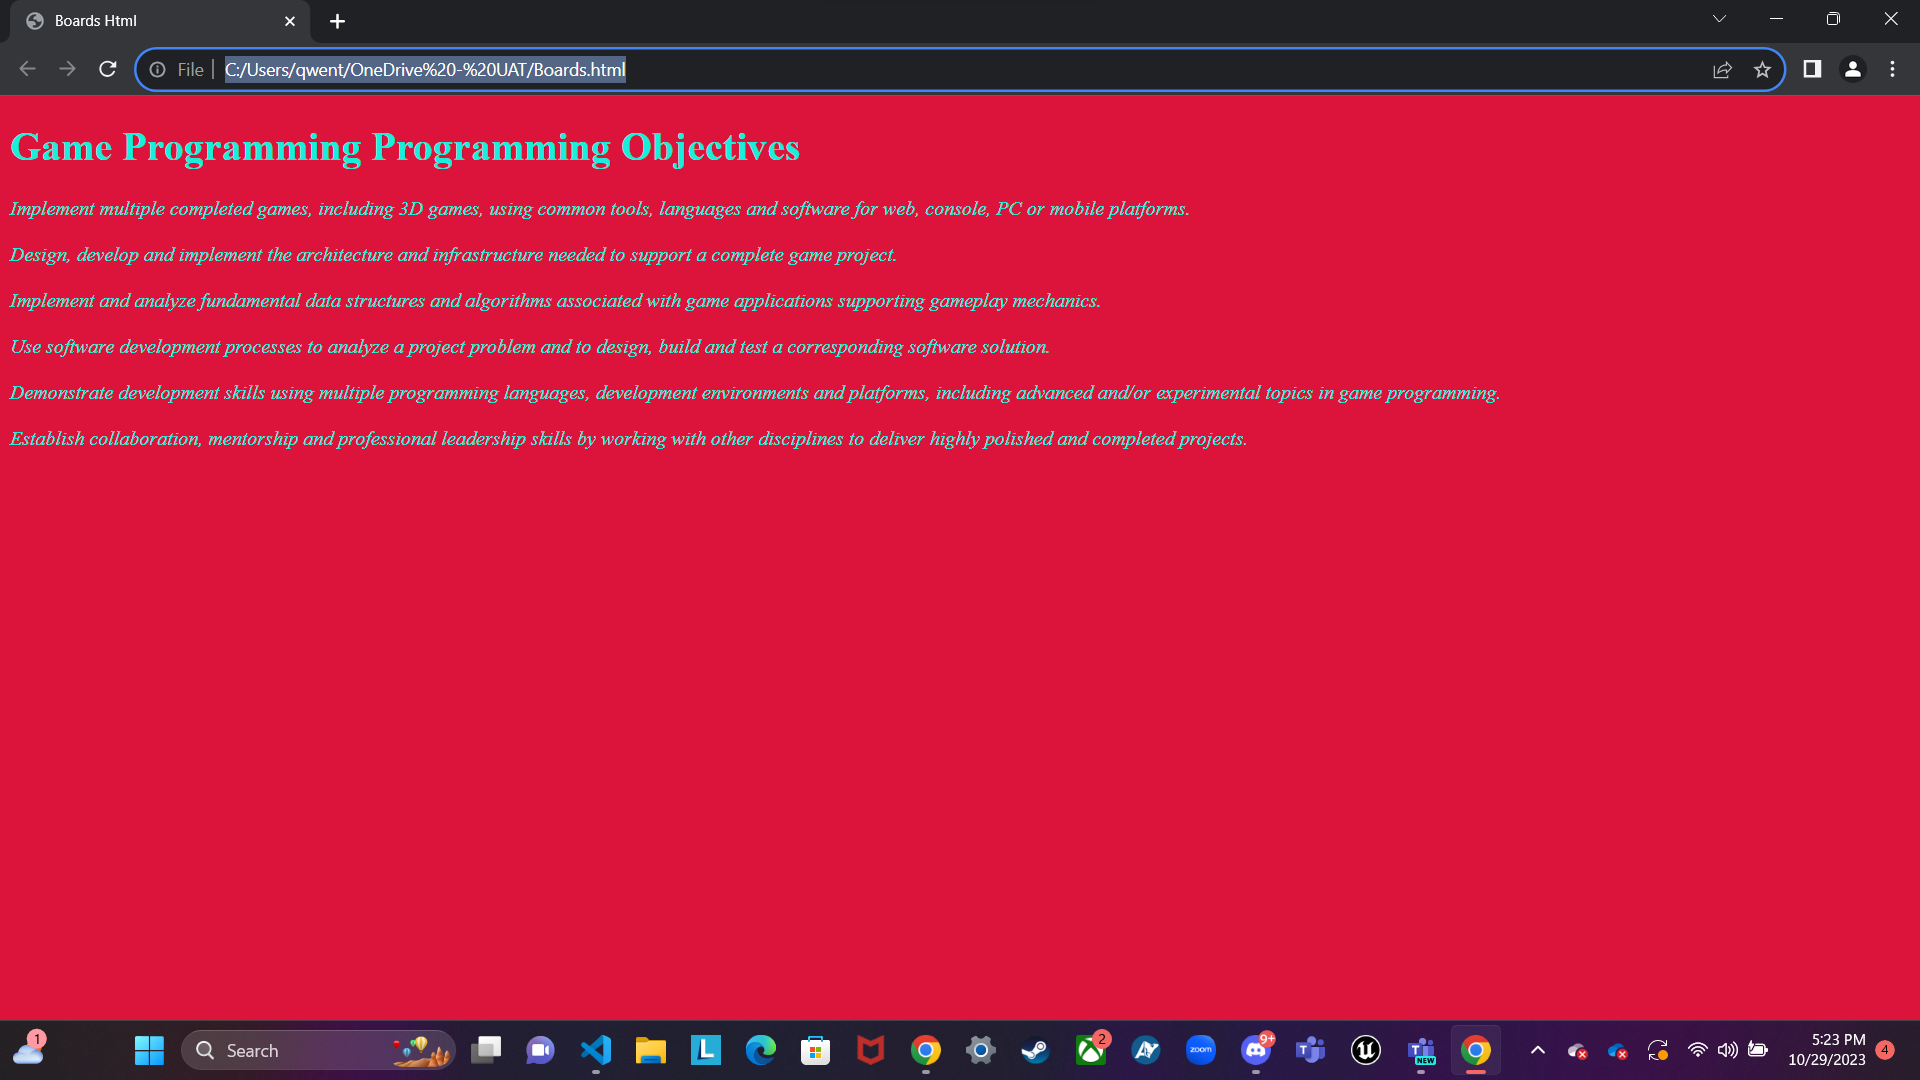 Boards Html
File
C:/Users/qwent/OneDrive%20-%20UAT/Boards.html
Game Programming Programming Objectives
Implement multiple completed games, including 3D games, using common tools, languages and software for web, console, PC or mobile platforms.
Design, develop and implement the architecture and infrastructure needed to support a complete game project.
Implement and analyze fundamental data structures and algorithms associated with game applications supporting gameplay mechanics.
Use software development processes to analyze a project problem and to design, build and test a corresponding software solution.
Demonstrate development skills using multiple programming languages, development environments and platforms, including advanced and/or experimental topics in game programming.
Establish collaboration, mentorship and professional leadership skills by working with other disciplines to deliver highly polished and completed projects.
1
Search
L
2
zoom
9+
T
T
NEW
5:23 PM
10/29/2023
4